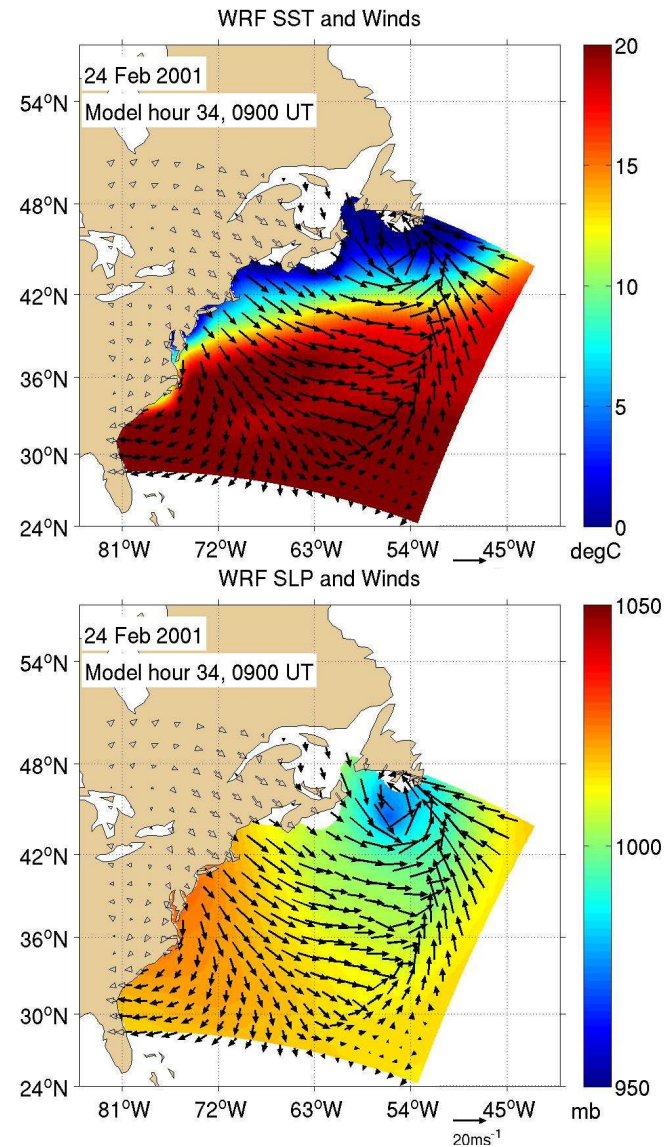 WRF SST and Winds
24 Feb 2001
Model hour 34, 0900 UT
54°N
48°N
42°N
36°N
30°N
24°N
81°W 72°W 63°W 54°W 45°W
20
15
10
5
0
degC
WRF SLP and Winds
24 Feb 2001
Model hour 34, 0900 UT
54°N
48°N
42°N
36°N
30°N
24°N
81°W 72°W 63°W 54°W 45°W
1050
1000
950
mb
20ms⁻¹